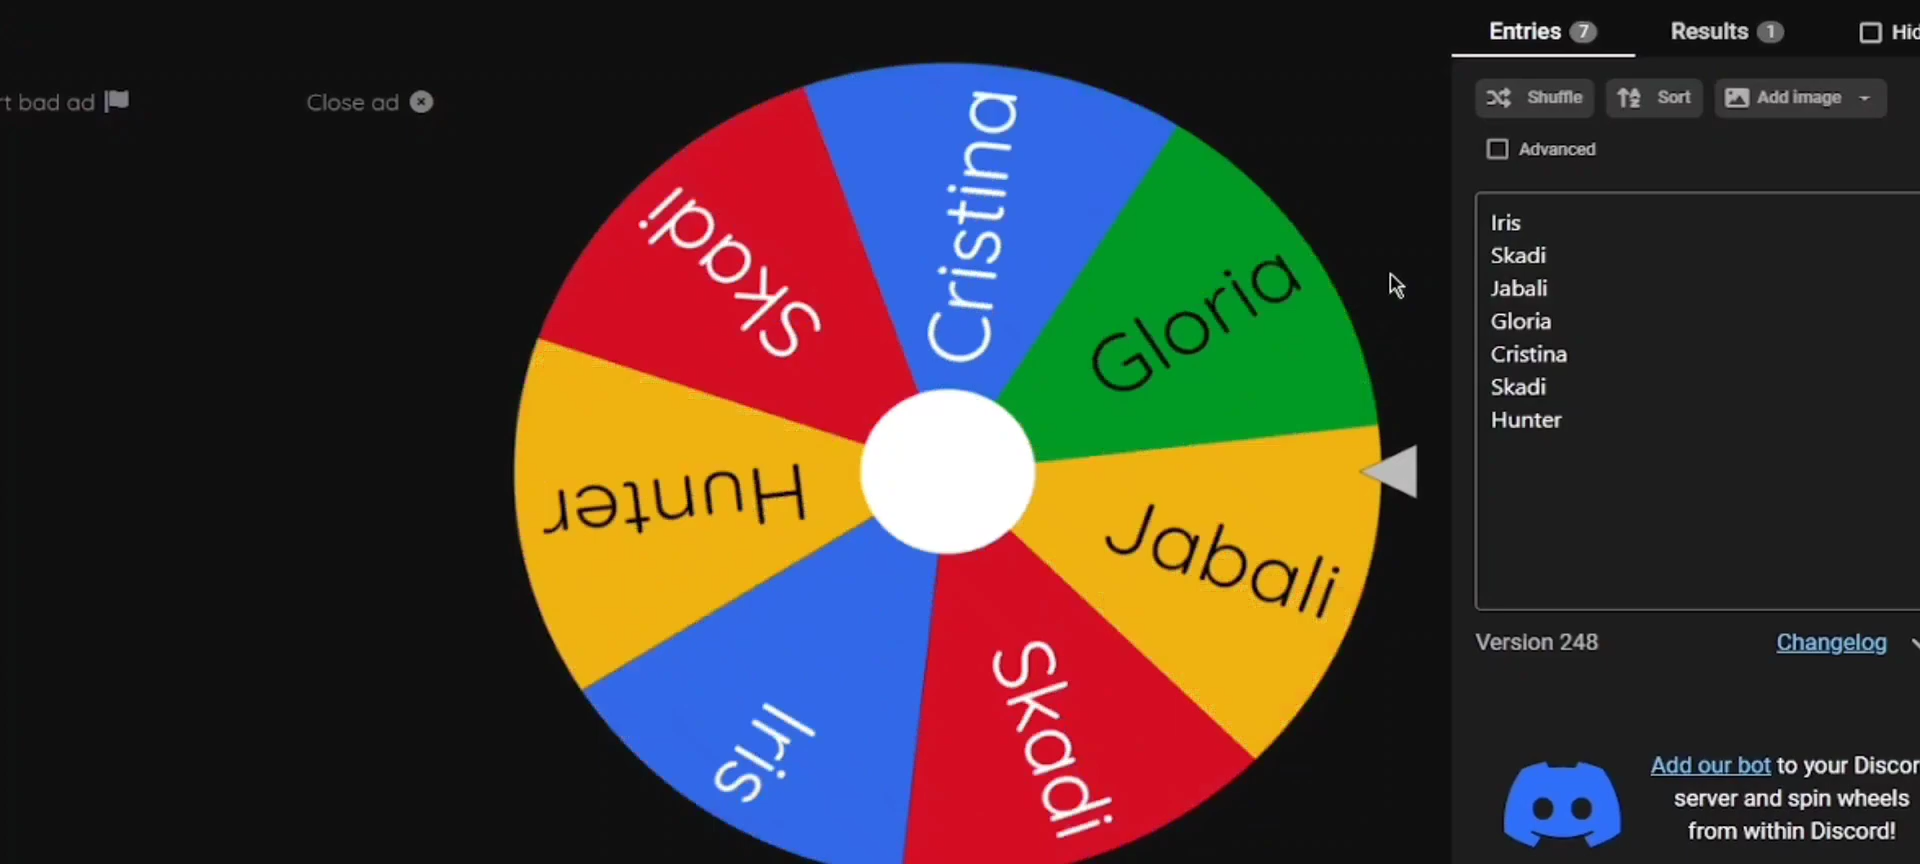 Entries 7
Results 1
Hid
rt bad ad
Close ad
Shuffle
Sort
Add image
Advanced
Cristina
Skadi
Gloria
Hunter
Jabali
Iris
Skadi
Iris
Skadi
Jabali
Gloria
Cristina
Skadi
Hunter
Version 248
Changelog
Add our bot to your Discor
server and spin wheels
from within Discord!